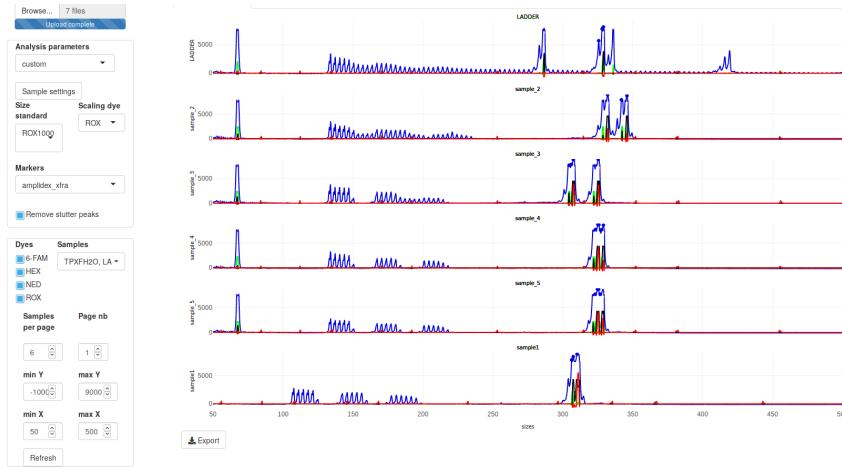 Browse... 7 files
Upload complete
Analysis parameters
custom
Sample settings
Size standard
Scaling dye
ROX1000
ROX
Markers
amplidex_xfra
Remove stutter peaks
Dyes
Samples
6-FAM
HEX
NED
ROX
TPXFH2O, LA
Samples per page
Page nb
6
1
min Y
max Y
-1000
9000
min X
max X
50
500
Refresh
LADDER
LADDER
5000
0
sample_2
sample_2
5000
0
sample_3
sample_3
5000
0
sample_4
sample_4
5000
0
sample_5
sample_5
5000
0
sample1
sample1
5000
0
50 100 150 200 250 300 350 400 450 50
sizes
Export